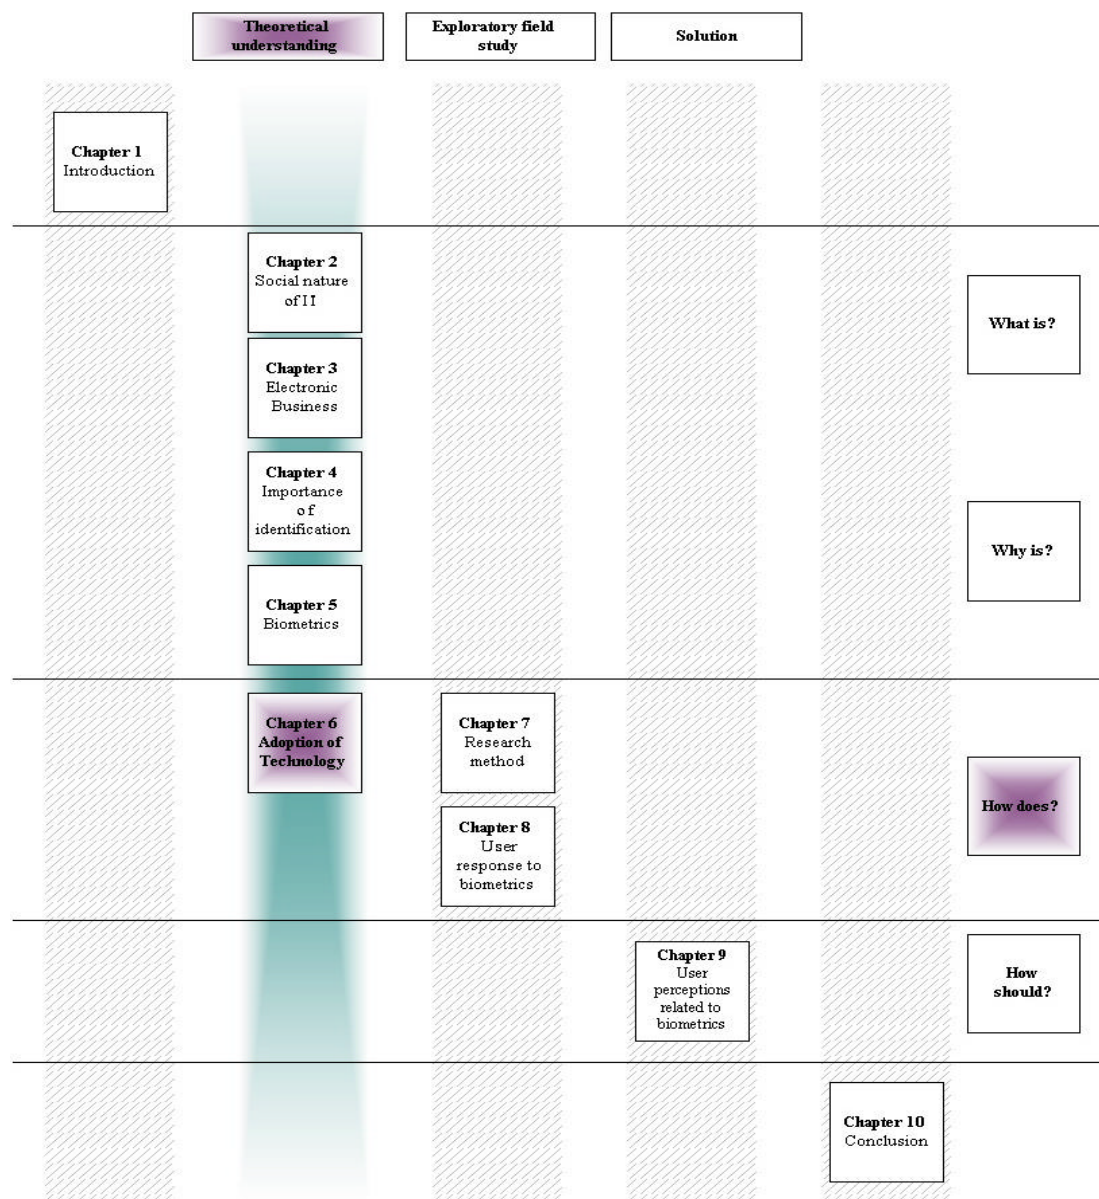 Theoretical
understanding
Exploratory field
study
Solution
Chapter 1
Introduction
Chapter 2
Social nature
of II
What is?
Chapter 3
Electronic
Business
Chapter 4
Importance
of
identification
Why is?
Chapter 5
Biometrics
Chapter 6
Adoption of
Technology
Chapter 7
Research
method
How does?
Chapter 8
User
response to
biometrics
Chapter 9
User
perceptions
related to
biometrics
How
should?
Chapter 10
Conclusion